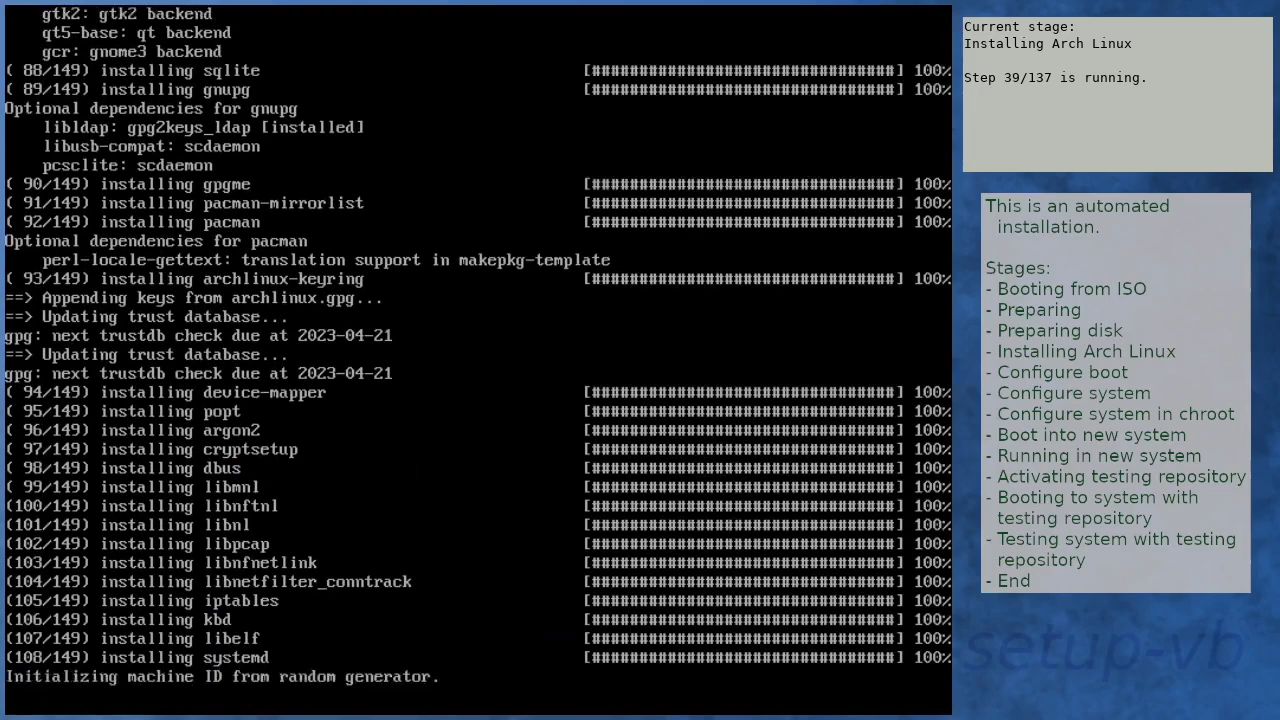 gtk2: gtk2 backend
    qt5-base: qt backend
    gcr: gnome3 backend
( 88/149) installing sqlite [################################] 100%
( 89/149) installing gnupg [################################] 100%
Optional dependencies for gnupg
    libldap: gpg2keys_ldap [installed]
    libusb-compat: scdaemon
    pcsclite: scdaemon
( 90/149) installing gpgme [################################] 100%
( 91/149) installing pacman-mirrorlist [################################] 100%
( 92/149) installing pacman [################################] 100%
Optional dependencies for pacman
    perl-locale-gettext: translation support in makepkg-template
( 93/149) installing archlinux-keyring [################################] 100%
==> Appending keys from archlinux.gpg...
==> Updating trust database...
gpg: next trustdb check due at 2023-04-21
==> Updating trust database...
gpg: next trustdb check due at 2023-04-21
( 94/149) installing device-mapper [################################] 100%
( 95/149) installing popt [################################] 100%
( 96/149) installing argon2 [################################] 100%
( 97/149) installing cryptsetup [################################] 100%
( 98/149) installing dbus [################################] 100%
( 99/149) installing libmnl [################################] 100%
(100/149) installing libnftnl [################################] 100%
(101/149) installing libnl [################################] 100%
(102/149) installing libpcap [################################] 100%
(103/149) installing libnfnetlink [################################] 100%
(104/149) installing libnetfilter_conntrack [################################] 100%
(105/149) installing iptables [################################] 100%
(106/149) installing kbd [################################] 100%
(107/149) installing libelf [################################] 100%
(108/149) installing systemd [################################] 100%
Initializing machine ID from random generator.
Current stage:
Installing Arch Linux
Step 39/137 is running.
This is an automated
installation.
Stages:
- Booting from ISO
- Preparing
- Preparing disk
- Installing Arch Linux
- Configure boot
- Configure system
- Configure system in chroot
- Boot into new system
- Running in new system
- Activating testing repository
- Booting to system with
testing repository
- Testing system with testing
repository
- End
setup-vb